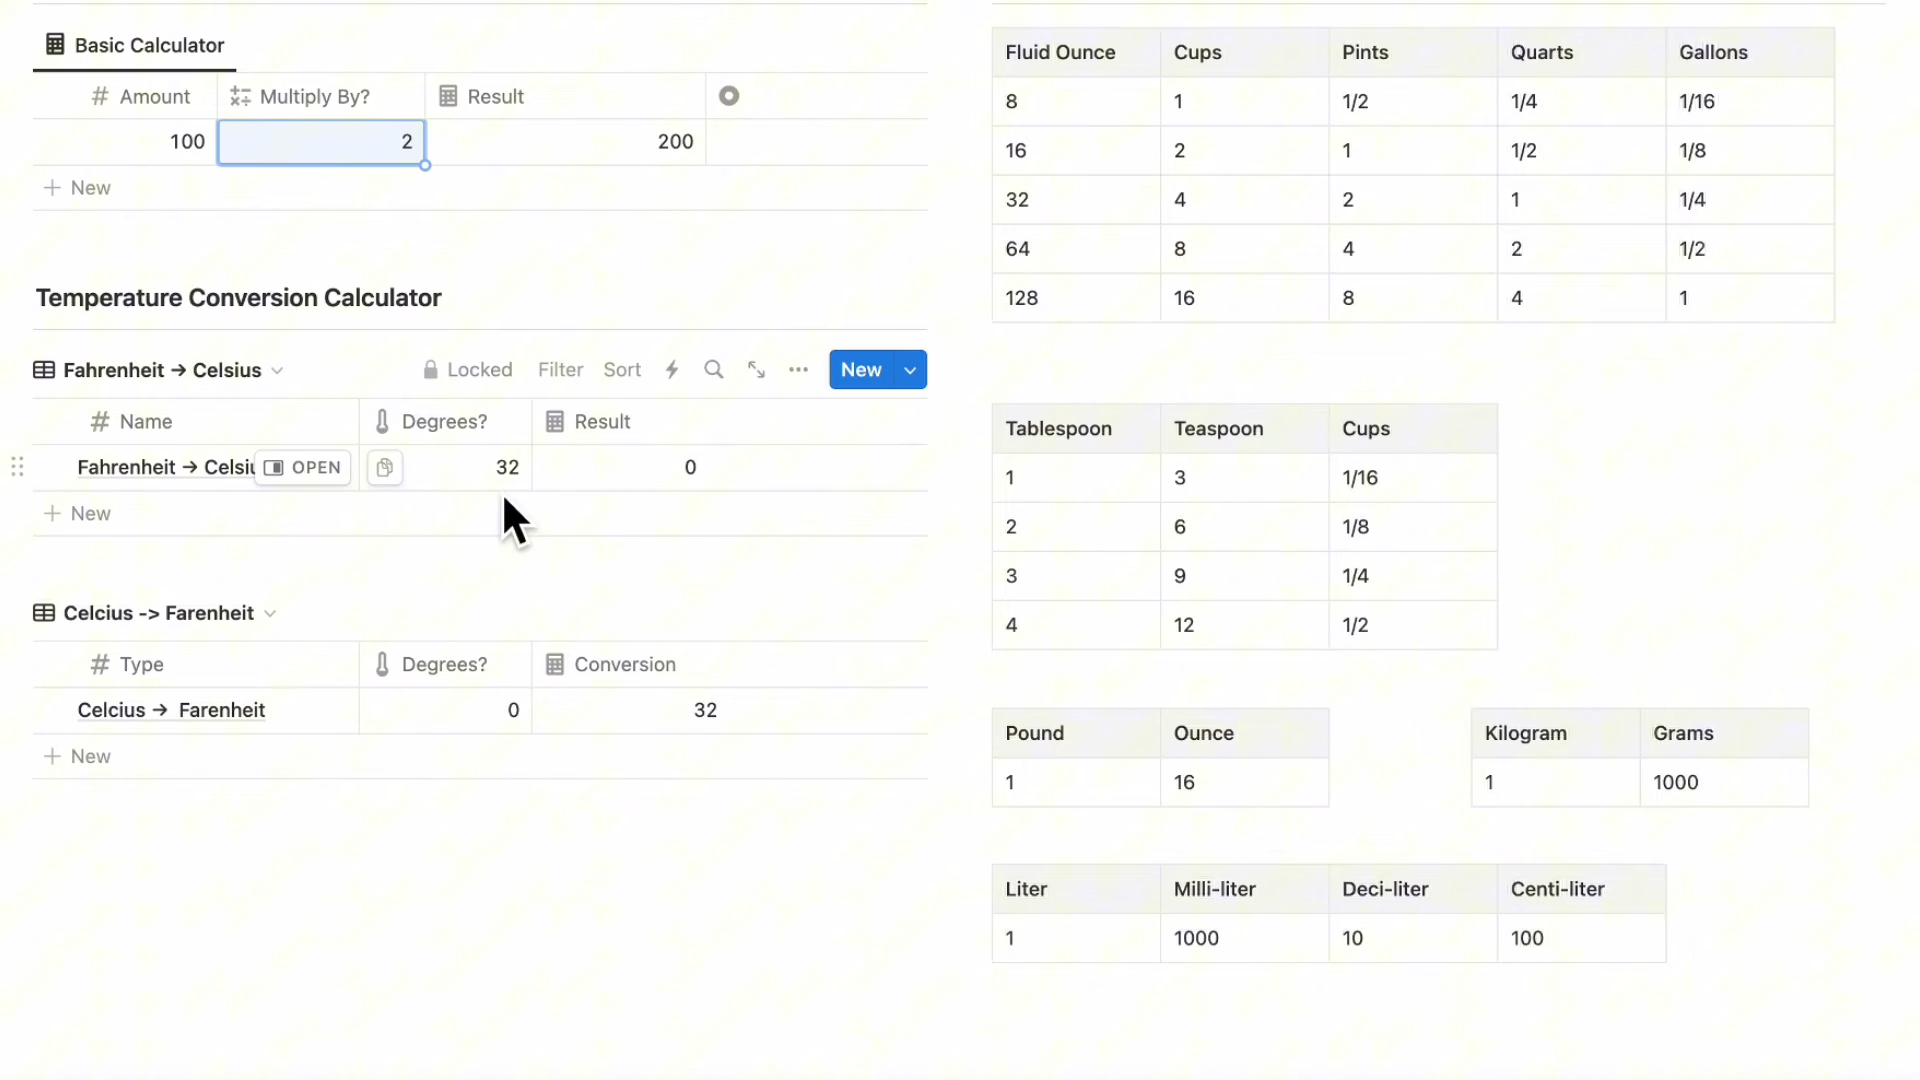 Basic Calculator
Amount Multiply By? Result
100 2 200
New
Temperature Conversion Calculator
Fahrenheit → Celsius Locked Filter Sort New
Name Degrees? Result
Fahrenheit → Celsiu OPEN 32 0
New
Celcius -> Farenheit
Type Degrees? Conversion
Celcius → Farenheit 0 32
New
Fluid Ounce Cups Pints Quarts Gallons
8 1 1/2 1/4 1/16
16 2 1 1/2 1/8
32 4 2 1 1/4
64 8 4 2 1/2
128 16 8 4 1
Tablespoon Teaspoon Cups
1 3 1/16
2 6 1/8
3 9 1/4
4 12 1/2
Pound Ounce
1 16
Kilogram Grams
1 1000
Liter Milli-liter Deci-liter Centi-liter
1 1000 10 100